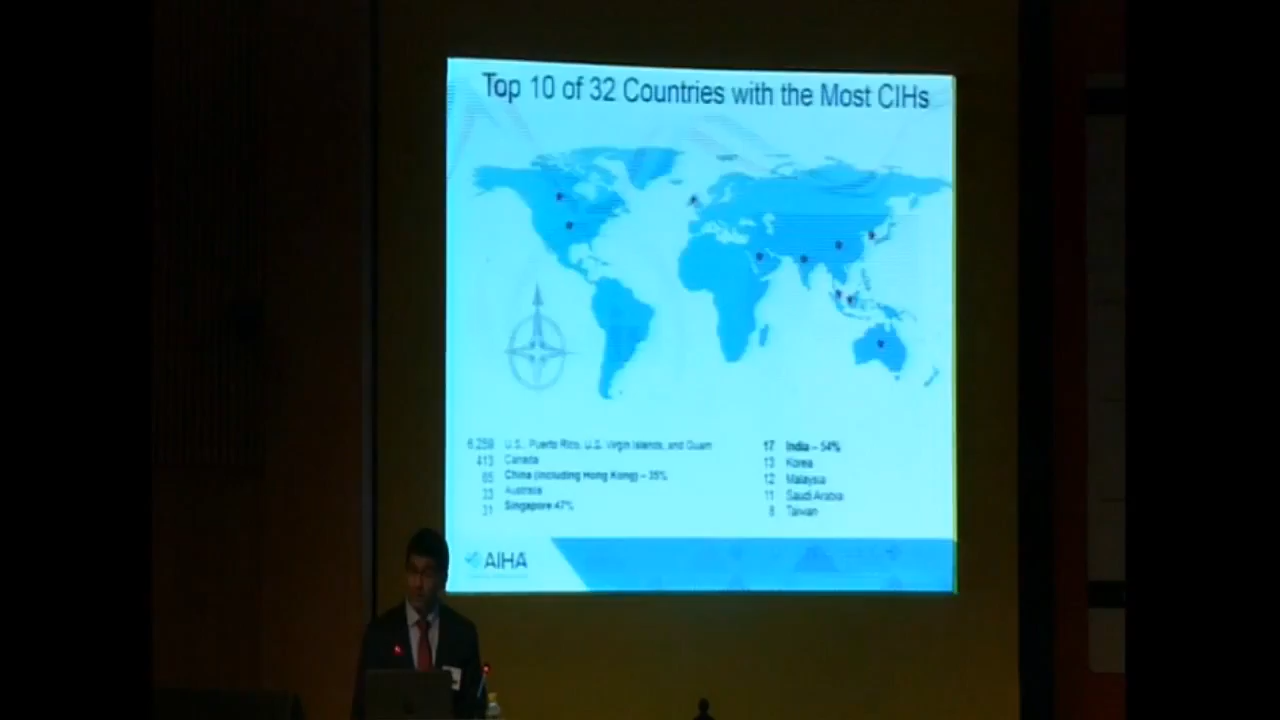 Top 10 of 32 Countries with the Most CIHs
6,259 U.S., Puerto Rico, U.S. Virgin Islands, and Guam
413 Canada
65 China (including Hong Kong) – 35%
33 Australia
31 Singapore 47%
17 India – 54%
13 Korea
12 Malaysia
11 Saudi Arabia
8 Taiwan
AIHA